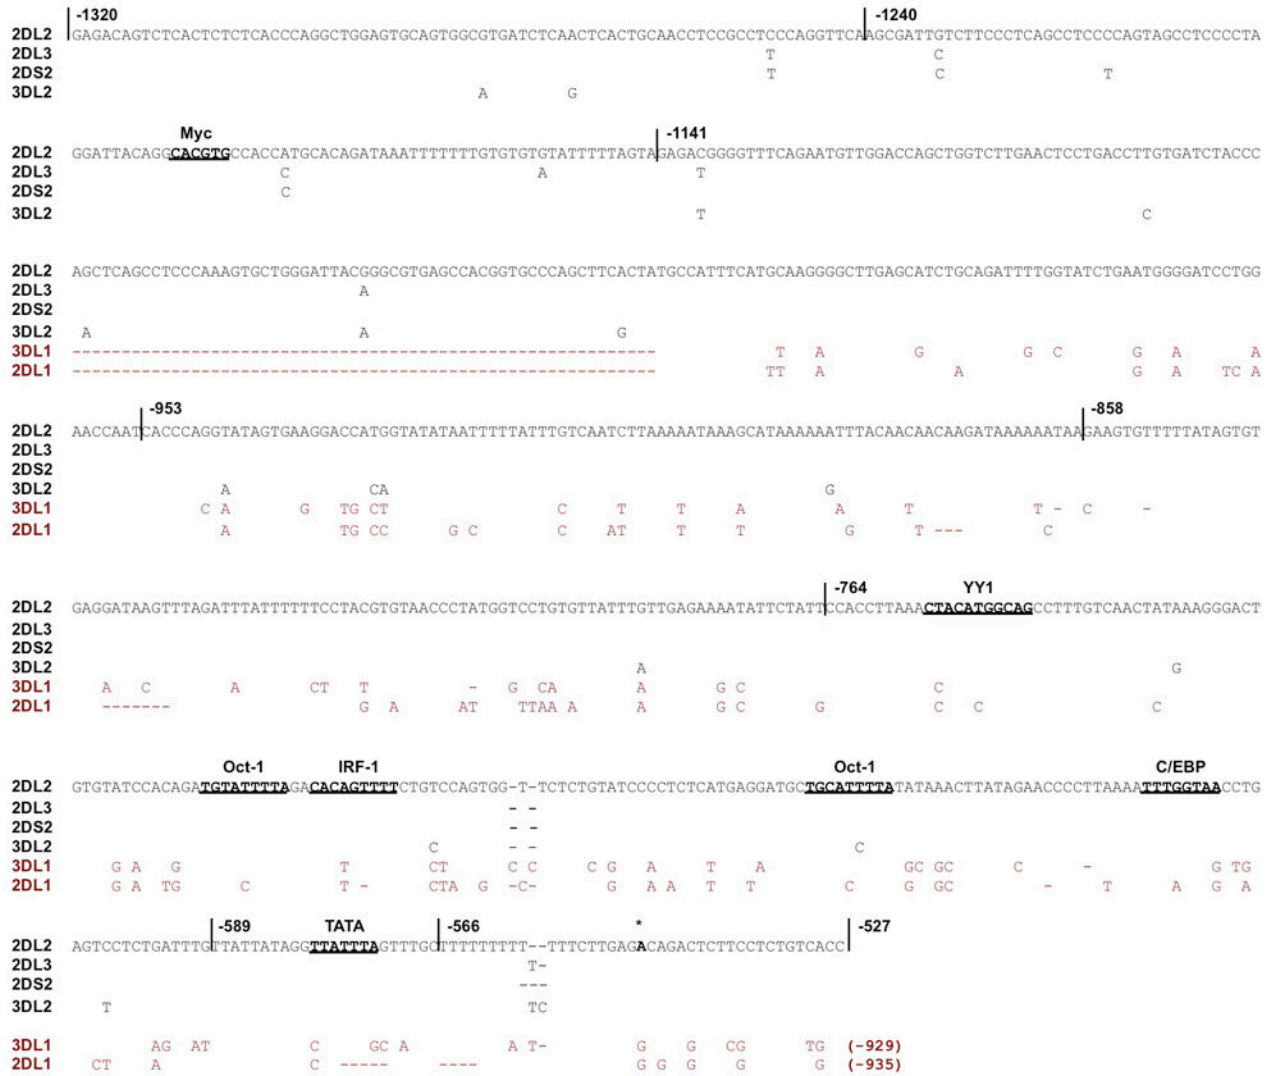 -1320 -1240
2DL2 GAGACAGTCTCACTCTCTCACCCAGGCTGGAGTGCAGTGGCGTGATCTCAACTCACTGCAACCTCCGCCTCCCAGGTTCAAGCGATTGTCTTCCCTCAGCCTCCCCAGTAGCCTCCCCTA
2DL3 T C
2DS2 T C T
3DL2 A G
Myc -1141
2DL2 GGATTACAGGCACGTGCCACCATGCACAGATAAATTTTTTTGTGTGTGTATTTTTAGTAGAGACGGGGTTTCAGAATGTTGGACCAGCTGGTCTTGAACTCCTGACCTTGTGATCTACCC
2DL3 C A T
2DS2 C
3DL2 T C
2DL2 AGCTCAGCCTCCCAAAGTGCTGGGATTACGGGCGTGAGCCACGGTGCCCAGCTTCACTATGCCATTTCATGCAAGGGGCTTGAGCATCTGCAGATTTTGGTATCTGAATGGGGATCCTGG
2DL3 A
2DS2
3DL2 A A G
3DL1 ----------------------------------------------------------- T A G G C G A A
2DL1 ----------------------------------------------------------- TT A A G A TC A
-953 -858
2DL2 AACCAATCACCCAGGTATAGTGAAGGACCATGGTATATAATTTTTATTTGTCAATCTTAAAAATAAAGCATAAAAAATTTACAACAACAAGATAAAAAATAAGAAGTGTTTTTATAGTGT
2DL3
2DS2
3DL2 A CA G
3DL1 C A G TG CT C T T A A T T - C -
2DL1 A TG CC G C C AT T T G T --- C
-764 YY1
2DL2 GAGGATAAGTTTAGATTTATTTTTTCCTACGTGTAACCCTATGGTCCTGTGTTATTTGTTGAGAAAATATTCTATTCCACCTTAAACTACATGGCAGCCTTTGTCAACTATAAAGGGACT
2DL3
2DS2
3DL2 A G
3DL1 A C A CT T - G CA A G C C
2DL1 ------- G A AT TTAA A A G C G C C C
Oct-1 IRF-1 Oct-1 C/EBP
2DL2 GTGTATCCACAGATGTATTTTAGACACAGTTTTCTGTCCAGTGG-T-TCTCTGTATCCCCTCTCATGAGGATGCTGCATTTTATATAAACTTATAGAACCCCTTAAAATTTGGTAACCTG
2DL3 - -
2DS2 - -
3DL2 C - - C
3DL1 G A G T CT C C C G A T A GC GC C - G TG
2DL1 G A TG C T - CTA G -C- G A A T T C G GC - T A G A
-589 TATA -566 * -527
2DL2 AGTCCTCTGATTTGTTATTATAGGTTATTTAGTTTGCTTTTTTTTT--TTTCTTGAGACAGACTCTTCCTCTGTCACC
2DL3 T-
2DS2 ---
3DL2 T TC
3DL1 AG AT C GC A A T- G G CG TG (-929)
2DL1 CT A C ----- ---- G G G G G (-935)